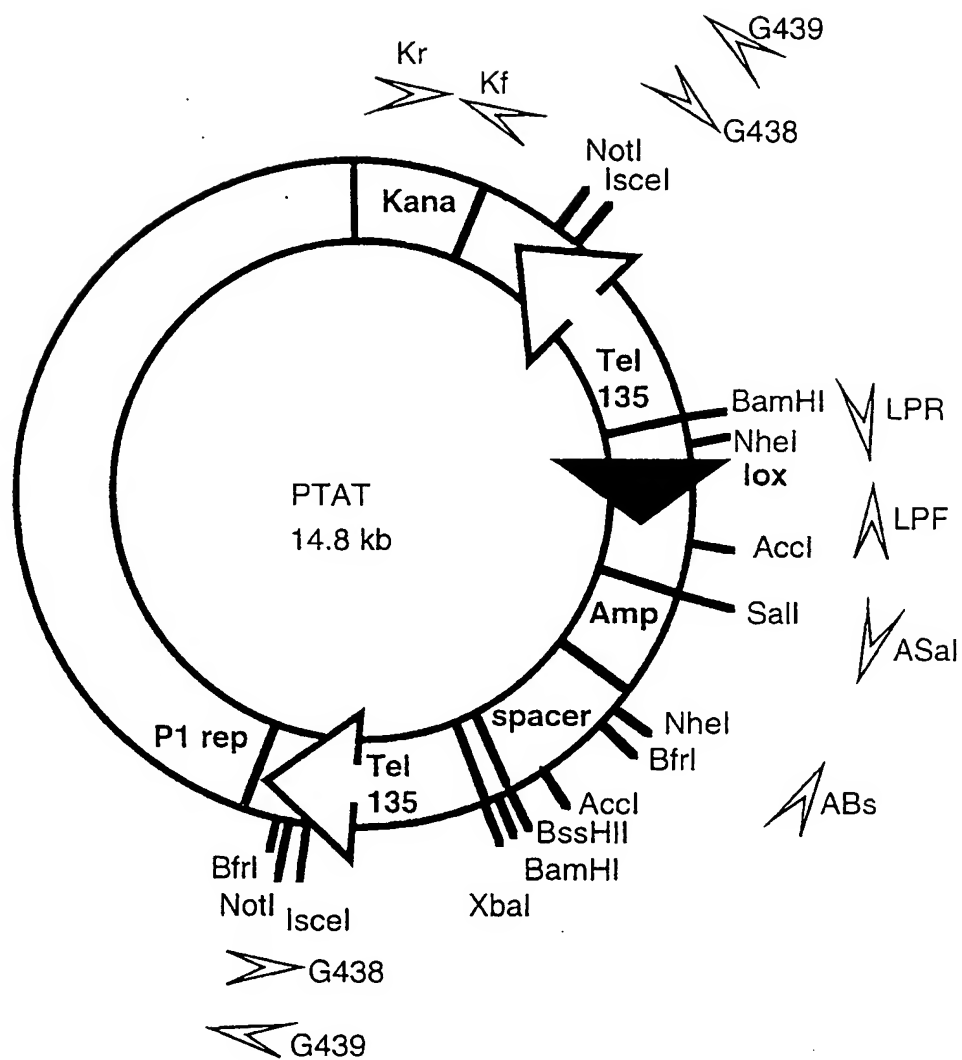 G439
Kr
Kf
G438
NotI
IsceI
Kana
Tel
135
BamHI
LPR
NheI
lox
PTAT
14.8 kb
LPF
AccI
Amp
SalI
ASal
spacer
NheI
BfrI
P1 rep
Tel
135
AccI
ABs
BssHII
BamHI
BfrI
NotI
IsceI
XbaI
G438
G439